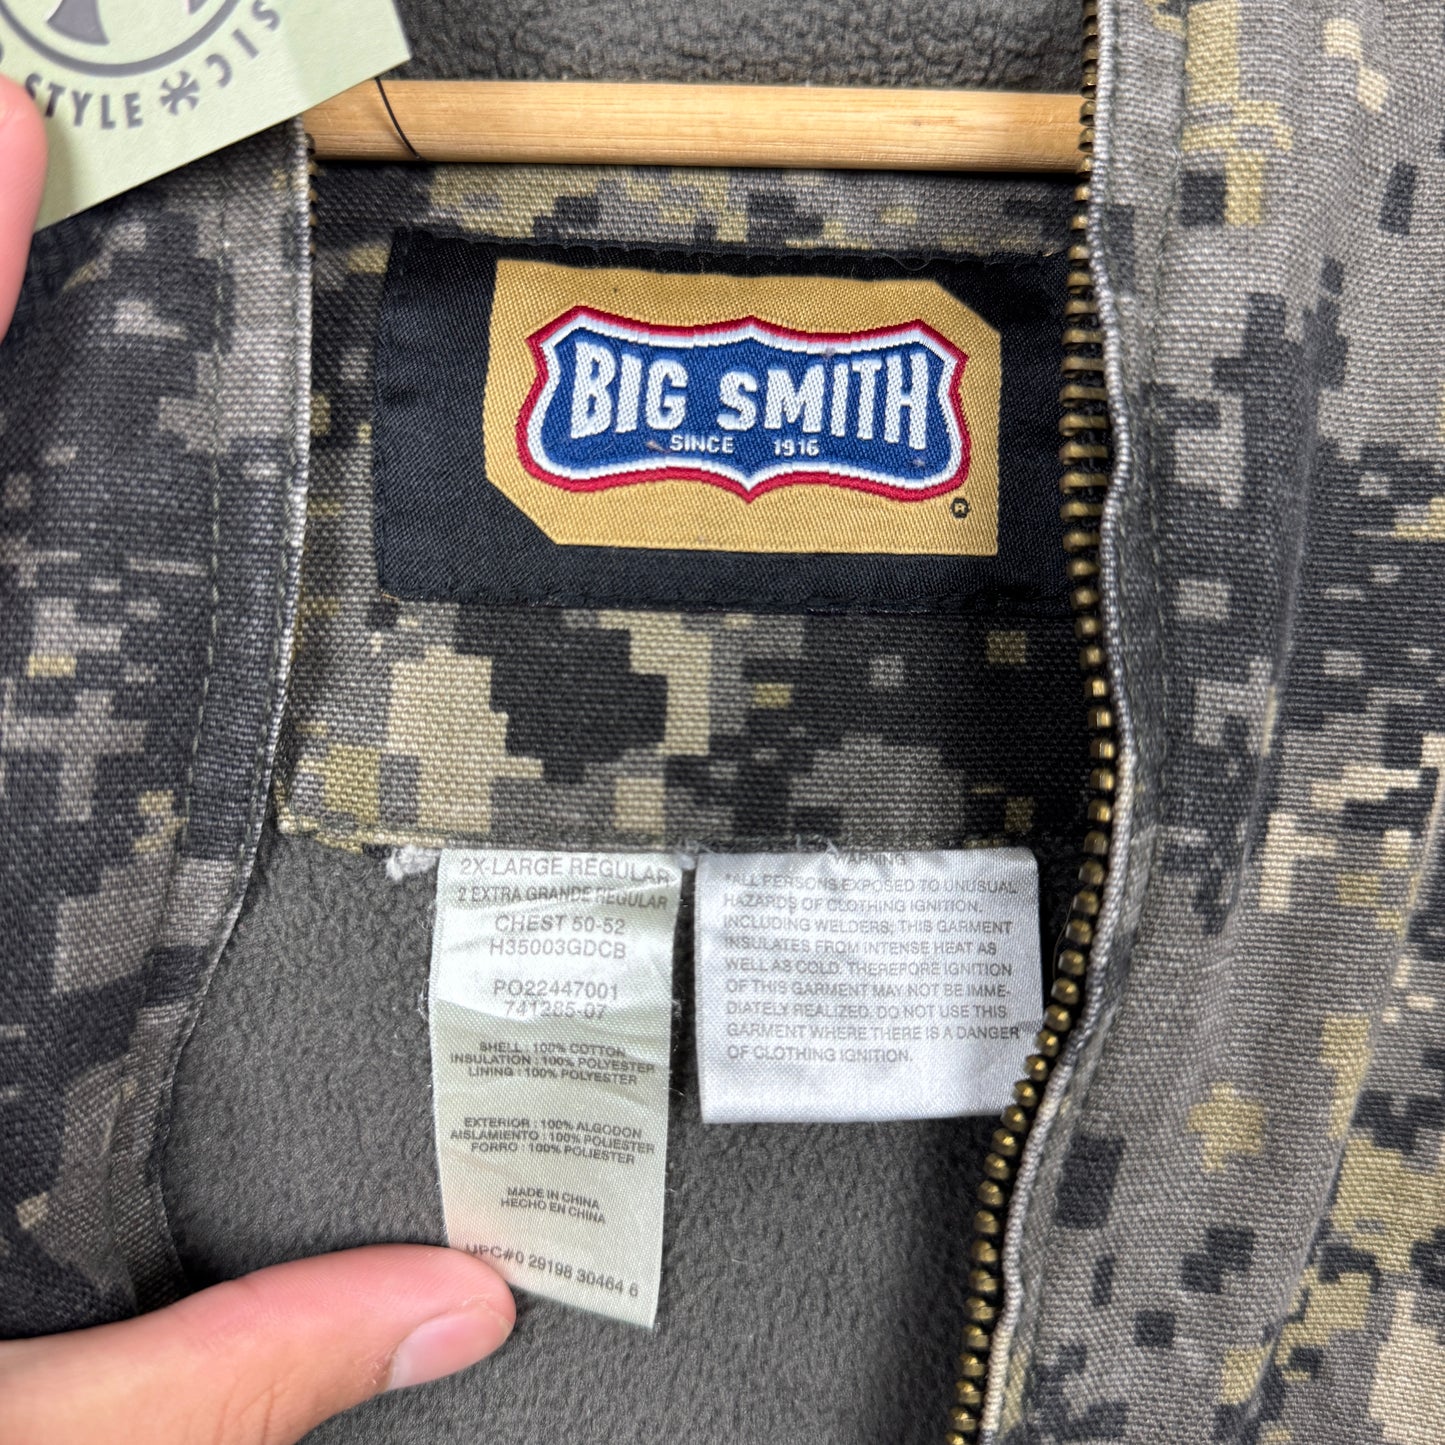 STYLE
SIC
BIG SMITH
SINCE 1916
®
2X-LARGE REGULAR
2 EXTRA GRANDE REGULAR
CHEST 50-52
H35003GDCB
PO22447001
741285-07
SHELL : 100% COTTON
INSULATION : 100% POLYESTER
LINING : 100% POLYESTER
EXTERIOR : 100% ALGODON
AISLAMIENTO : 100% POLIESTER
FORRO : 100% POLIESTER
MADE IN CHINA
HECHO EN CHINA
UPC#0 29198 30464 6
WARNING
"ALL PERSONS EXPOSED TO UNUSUAL
HAZARDS OF CLOTHING IGNITION,
INCLUDING WELDERS; THIS GARMENT
INSULATES FROM INTENSE HEAT AS
WELL AS COLD. THEREFORE IGNITION
OF THIS GARMENT MAY NOT BE IMME-
DIATELY REALIZED, DO NOT USE THIS
GARMENT WHERE THERE IS A DANGER
OF CLOTHING IGNITION.